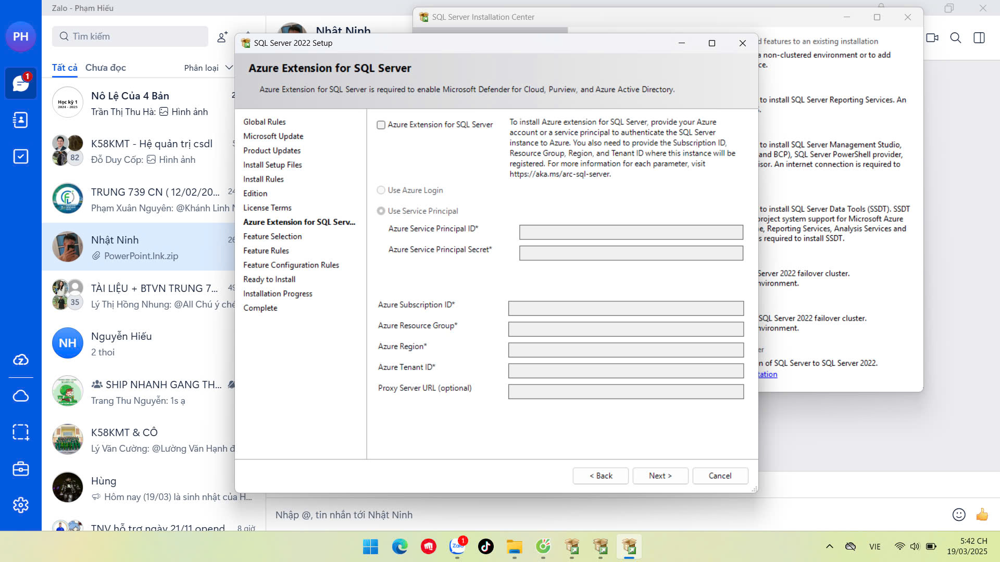 Zalo - Phạm Hiếu
PH
Tìm kiếm
Tất cả
Chưa đọc
Phân loại
1
Học kỳ 1
2024 - 2025
Nô Lệ Của 4 Bản
2
Trần Thị Thu Hà: Hình ảnh
K58KMT - Hệ quản trị csdl
5
82
Đỗ Duy Cốp: Hình ảnh
TRUNG 739 CN ( 12/02/20...
24
Phạm Xuân Nguyên: @Khánh Linh N
Nhật Ninh
26
PowerPoint.lnk.zip
TÀI LIỆU + BTVN TRUNG 7...
49
35
Lý Thị Hồng Nhung: @All Chú ý ché
NH
Nguyễn Hiếu
2 thoi
SHIP NHANH GANG TH...
Trang Thu Nguyễn: 1s ạ
K58KMT & CÔ
Lý Văn Cường: @Lường Văn Hạnh đ
Hùng
Hôm nay (19/03) là sinh nhật của H...
TNV hỗ trợ ngày 21/11 opend
8 giờ
Nhật Ninh
Nhập @, tin nhắn tới Nhật Ninh
SQL Server Installation Center
d features to an existing installation
a non-clustered environment or to add
ce.
to install SQL Server Reporting Services. An
to install SQL Server Management Studio,
and BCP), SQL Server PowerShell provider,
isor. An internet connection is required to
to install SQL Server Data Tools (SSDT). SSDT
project system support for Microsoft Azure
e, Reporting Services, Analysis Services and
s required to install SSDT.
Server 2022 failover cluster.
nvironment.
SQL Server 2022 failover cluster.
nvironment.
er
n of SQL Server to SQL Server 2022.
tation
SQL Server 2022 Setup
Azure Extension for SQL Server
Azure Extension for SQL Server is required to enable Microsoft Defender for Cloud, Purview, and Azure Active Directory.
Global Rules
Microsoft Update
Product Updates
Install Setup Files
Install Rules
Edition
License Terms
Azure Extension for SQL Serv...
Feature Selection
Feature Rules
Feature Configuration Rules
Ready to Install
Installation Progress
Complete
Azure Extension for SQL Server
To install Azure extension for SQL Server, provide your Azure
account or a service principal to authenticate the SQL Server
instance to Azure. You also need to provide the Subscription ID,
Resource Group, Region, and Tenant ID where this instance will be
registered. For more information for each parameter, visit
https://aka.ms/arc-sql-server.
Use Azure Login
Use Service Principal
Azure Service Principal ID*
Azure Service Principal Secret*
Azure Subscription ID*
Azure Resource Group*
Azure Region*
Azure Tenant ID*
Proxy Server URL (optional)
< Back
Next >
Cancel
Zalo
1
VIE
5:42 CH
19/03/2025